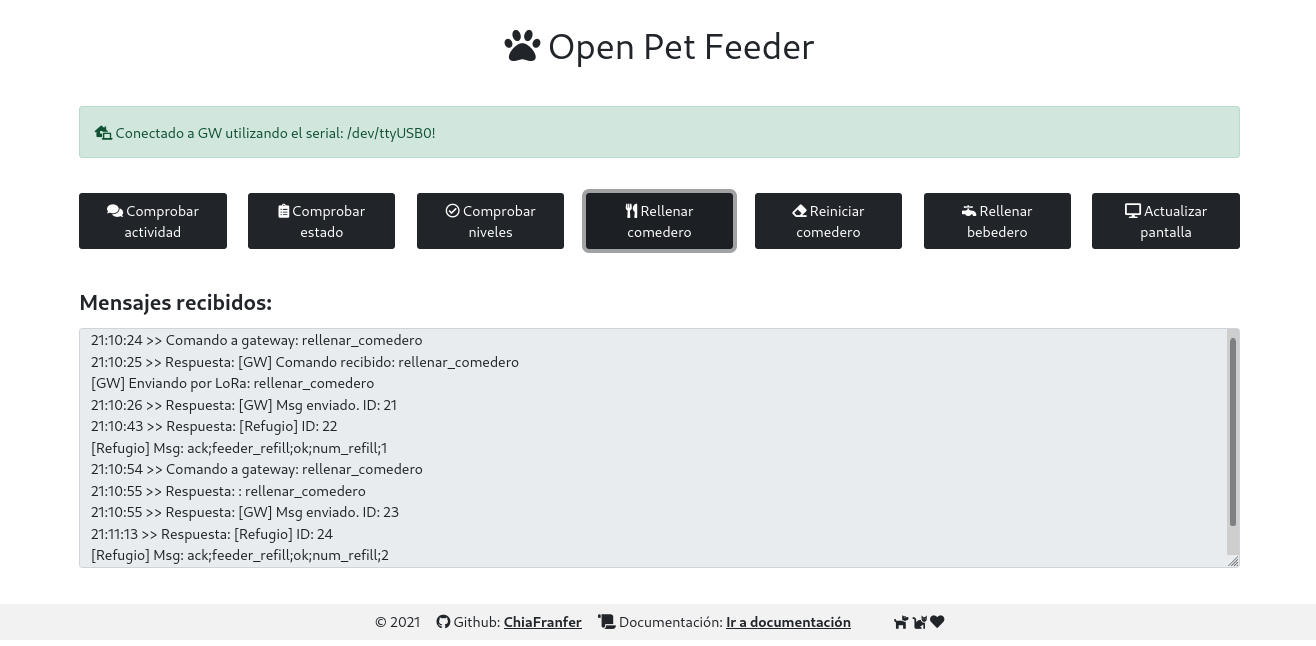 Open Pet Feeder
Conectado a GW utilizando el serial: /dev/ttyUSB0!
Comprobar
actividad
Comprobar
estado
Comprobar
niveles
Rellenar
comedero
Reiniciar
comedero
Rellenar
bebedero
Actualizar
pantalla
Mensajes recibidos:
21:10:24 >> Comando a gateway: rellenar_comedero
21:10:25 >> Respuesta: [GW] Comando recibido: rellenar_comedero
[GW] Enviando por LoRa: rellenar_comedero
21:10:26 >> Respuesta: [GW] Msg enviado. ID: 21
21:10:43 >> Respuesta: [Refugio] ID: 22
[Refugio] Msg: ack;feeder_refill;ok;num_refill;1
21:10:54 >> Comando a gateway: rellenar_comedero
21:10:55 >> Respuesta: : rellenar_comedero
21:10:55 >> Respuesta: [GW] Msg enviado. ID: 23
21:11:13 >> Respuesta: [Refugio] ID: 24
[Refugio] Msg: ack;feeder_refill;ok;num_refill;2
© 2021 Github: ChiaFranfer Documentación: Ir a documentación